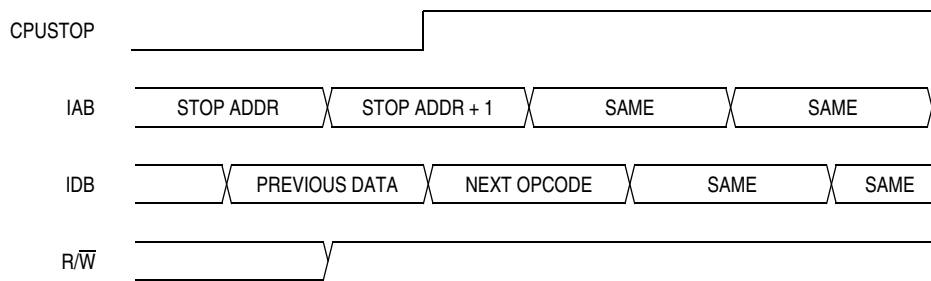 CPUSTOP
IAB STOP ADDR STOP ADDR + 1 SAME SAME
IDB PREVIOUS DATA NEXT OPCODE SAME SAME
R/W̅